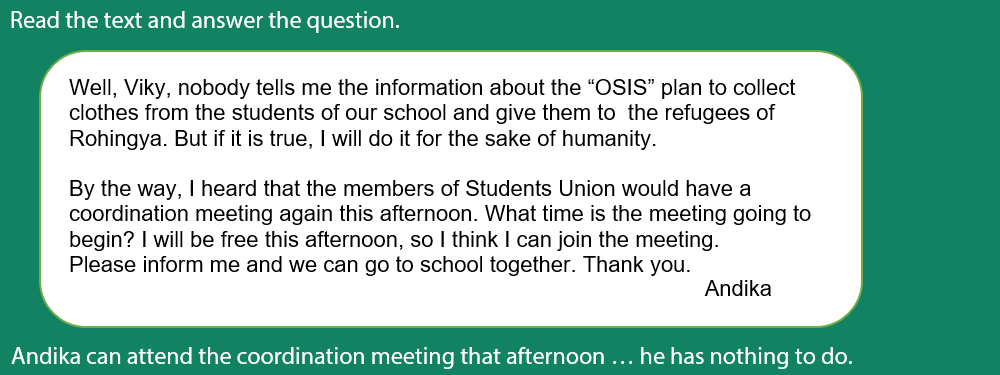 Read the text and answer the question.
Well, Viky, nobody tells me the information about the “OSIS” plan to collect
clothes from the students of our school and give them to  the refugees of
Rohingya. But if it is true, I will do it for the sake of humanity.
By the way, I heard that the members of Students Union would have a
coordination meeting again this afternoon. What time is the meeting going to
begin? I will be free this afternoon, so I think I can join the meeting.
Please inform me and we can go to school together. Thank you.
Andika
Andika can attend the coordination meeting that afternoon … he has nothing to do.